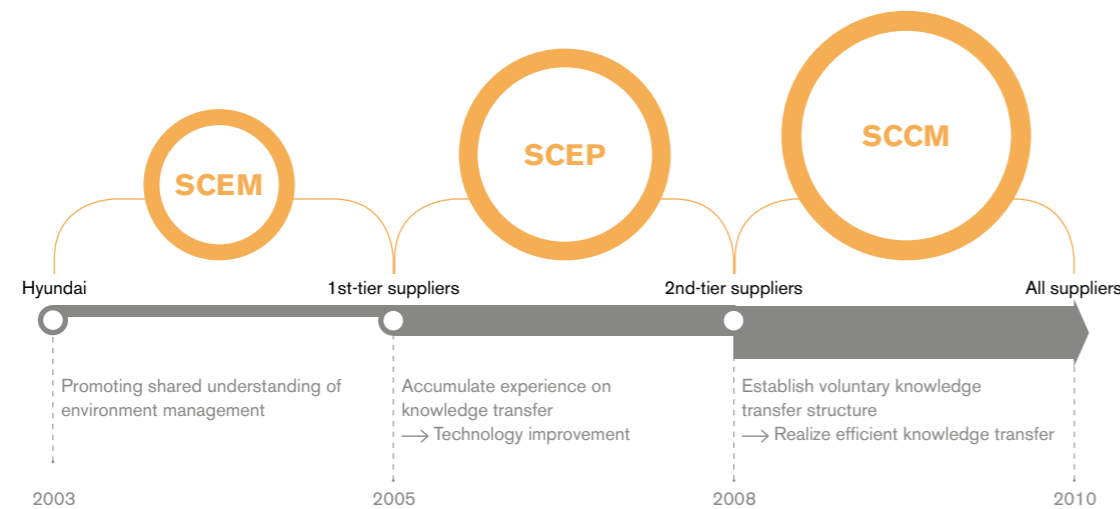 SCEM
SCEP
SCCM
Hyundai
1st-tier suppliers
2nd-tier suppliers
All suppliers
Promoting shared understanding of
environment management
Accumulate experience on
knowledge transfer
→ Technology improvement
Establish voluntary knowledge
transfer structure
→ Realize efficient knowledge transfer
2003
2005
2008
2010